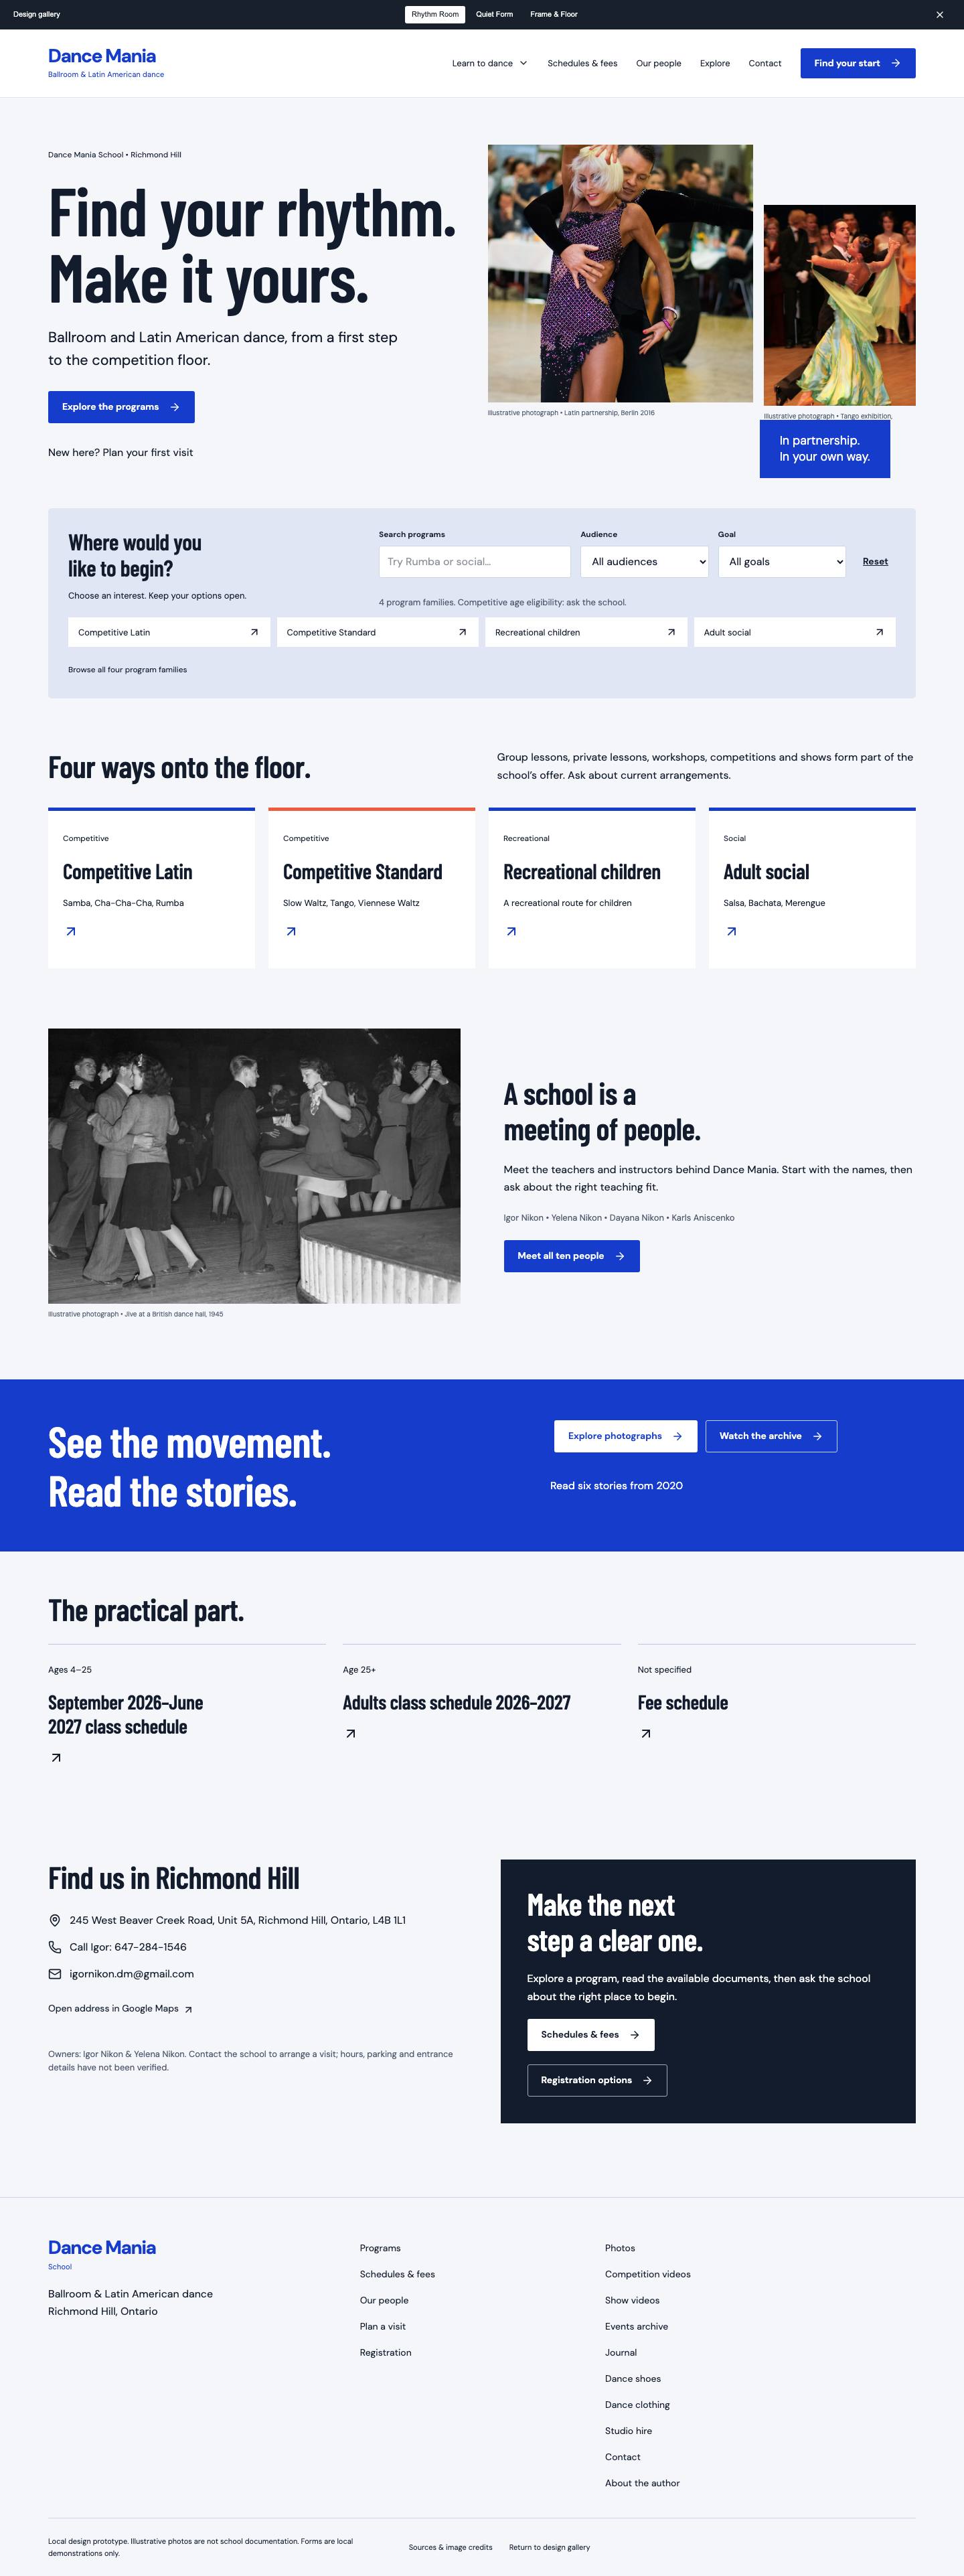 Design gallery
Rhythm Room
Quiet Form
Frame & Floor
Dance Mania
Ballroom & Latin American dance
Learn to dance
Schedules & fees
Our people
Explore
Contact
Find your start
Dance Mania School • Richmond Hill
Find your rhythm.
Make it yours.
Ballroom and Latin American dance, from a first step
to the competition floor.
Explore the programs
New here? Plan your first visit
Illustrative photograph • Latin partnership, Berlin 2016
Illustrative photograph • Tango exhibition,
In partnership.
In your own way.
Where would you
like to begin?
Choose an interest. Keep your options open.
Search programs
Try Rumba or social...
Audience
All audiences
Goal
All goals
Reset
4 program families. Competitive age eligibility: ask the school.
Competitive Latin
Competitive Standard
Recreational children
Adult social
Browse all four program families
Four ways onto the floor.
Group lessons, private lessons, workshops, competitions and shows form part of the
school’s offer. Ask about current arrangements.
Competitive
Competitive Latin
Samba, Cha-Cha-Cha, Rumba
Competitive
Competitive Standard
Slow Waltz, Tango, Viennese Waltz
Recreational
Recreational children
A recreational route for children
Social
Adult social
Salsa, Bachata, Merengue
Illustrative photograph • Jive at a British dance hall, 1945
A school is a
meeting of people.
Meet the teachers and instructors behind Dance Mania. Start with the names, then
ask about the right teaching fit.
Igor Nikon • Yelena Nikon • Dayana Nikon • Karls Aniscenko
Meet all ten people
See the movement.
Read the stories.
Explore photographs
Watch the archive
Read six stories from 2020
The practical part.
Ages 4–25
September 2026–June
2027 class schedule
Age 25+
Adults class schedule 2026–2027
Not specified
Fee schedule
Find us in Richmond Hill
245 West Beaver Creek Road, Unit 5A, Richmond Hill, Ontario, L4B 1L1
Call Igor: 647-284-1546
igornikon.dm@gmail.com
Open address in Google Maps
Owners: Igor Nikon & Yelena Nikon. Contact the school to arrange a visit; hours, parking and entrance
details have not been verified.
Make the next
step a clear one.
Explore a program, read the available documents, then ask the school
about the right place to begin.
Schedules & fees
Registration options
Dance Mania
School
Ballroom & Latin American dance
Richmond Hill, Ontario
Programs
Schedules & fees
Our people
Plan a visit
Registration
Photos
Competition videos
Show videos
Events archive
Journal
Dance shoes
Dance clothing
Studio hire
Contact
About the author
Local design prototype. Illustrative photos are not school documentation. Forms are local
demonstrations only.
Sources & image credits
Return to design gallery